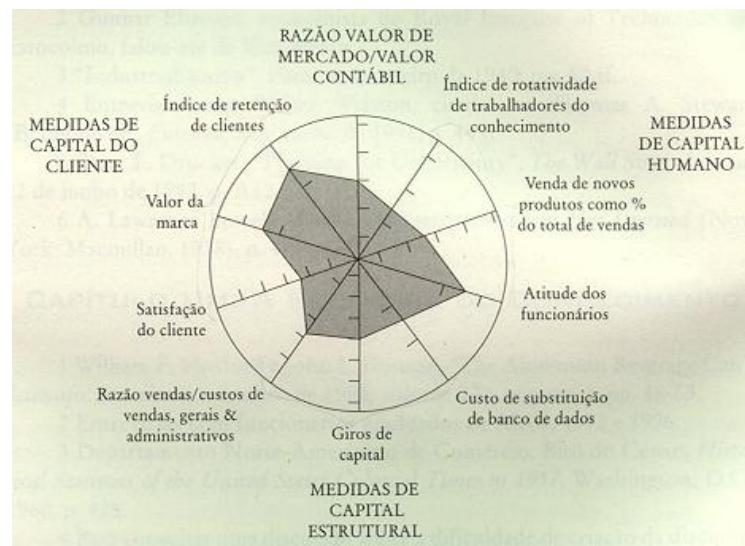 RAZÃO VALOR DE
MERCADO/VALOR
CONTÁBIL
Índice de rotatividade
de trabalhadores do
conhecimento
MEDIDAS
DE CAPITAL
HUMANO
Venda de novos
produtos como %
do total de vendas
Atitude dos
funcionários
Custo de substituição
de banco de dados
Giros de
capital
MEDIDAS DE
CAPITAL
ESTRUTURAL
Razão vendas/custos de
vendas, gerais &
administrativos
Satisfação
do cliente
Valor da
marca
MEDIDAS DE
CAPITAL DO
CLIENTE
Índice de retenção
de clientes